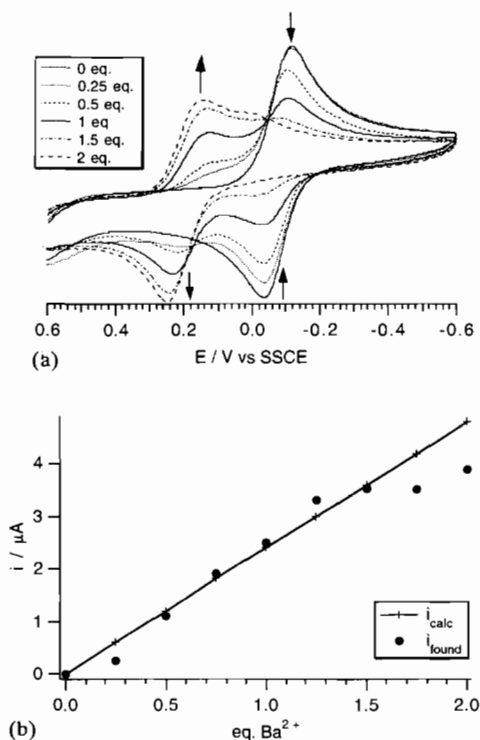 0 eq.
0.25 eq.
0.5 eq.
1 eq
1.5 eq.
2 eq.
0.6 0.4 0.2 0.0 -0.2 -0.4 -0.6
(a)
E / V vs SSCE
4
3
2
1
0
i / μA
i calc
i found
0.0 0.5 1.0 1.5 2.0
(b)
eq. Ba²⁺